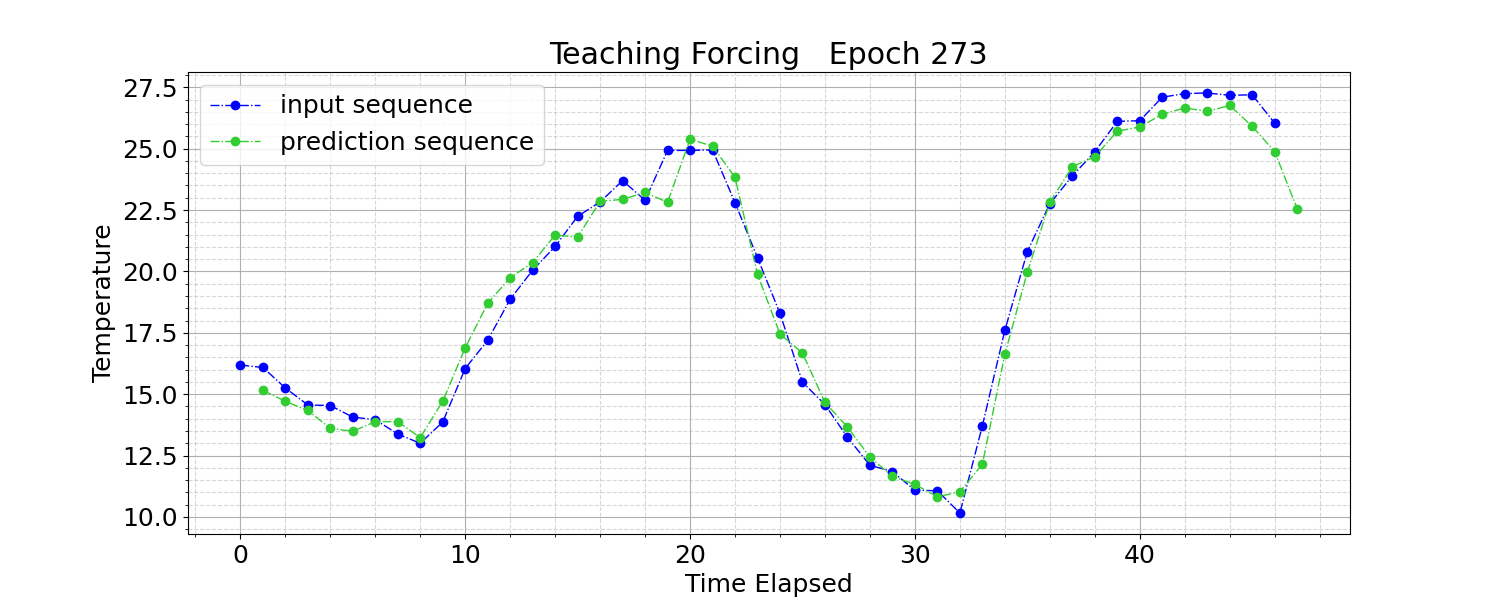 Teaching Forcing   Epoch 273
input sequence
prediction sequence
27.5
25.0
22.5
20.0
17.5
15.0
12.5
10.0
Temperature
0 10 20 30 40
Time Elapsed